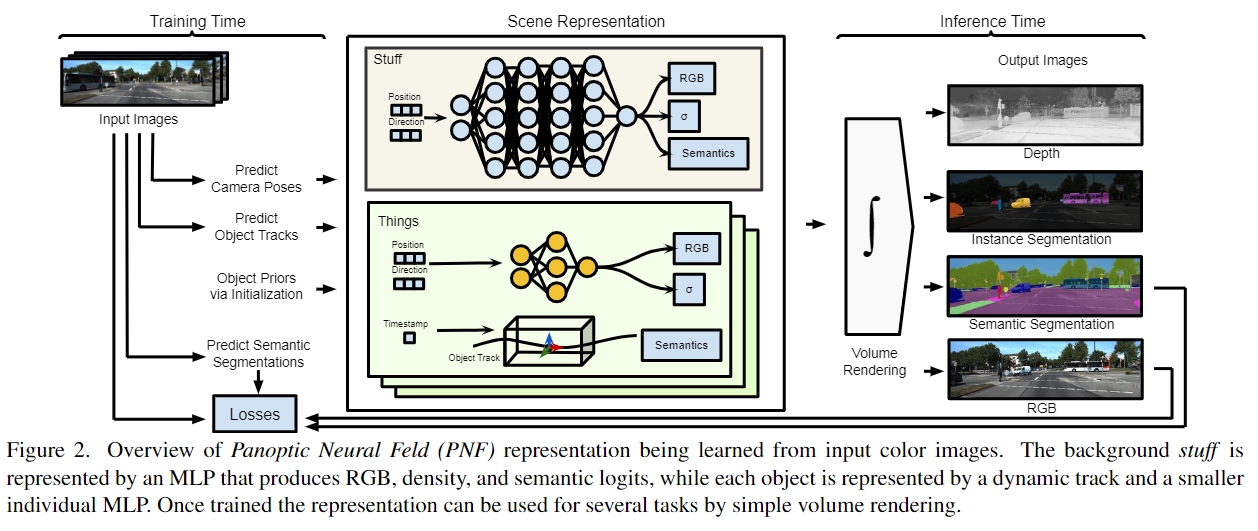 Training Time
Scene Representation
Inference Time
Input Images
Predict
Camera Poses
Predict
Object Tracks
Object Priors
via Initialization
Predict Semantic
Segmentations
Losses
Stuff
Position
Direction
RGB
σ
Semantics
Things
Position
Direction
RGB
σ
Timestamp
Object Track
Semantics
∫
Volume
Rendering
Output Images
Depth
Instance Segmentation
Semantic Segmentation
RGB
Figure 2. Overview of Panoptic Neural Feld (PNF) representation being learned from input color images. The background stuff is
represented by an MLP that produces RGB, density, and semantic logits, while each object is represented by a dynamic track and a smaller
individual MLP. Once trained the representation can be used for several tasks by simple volume rendering.